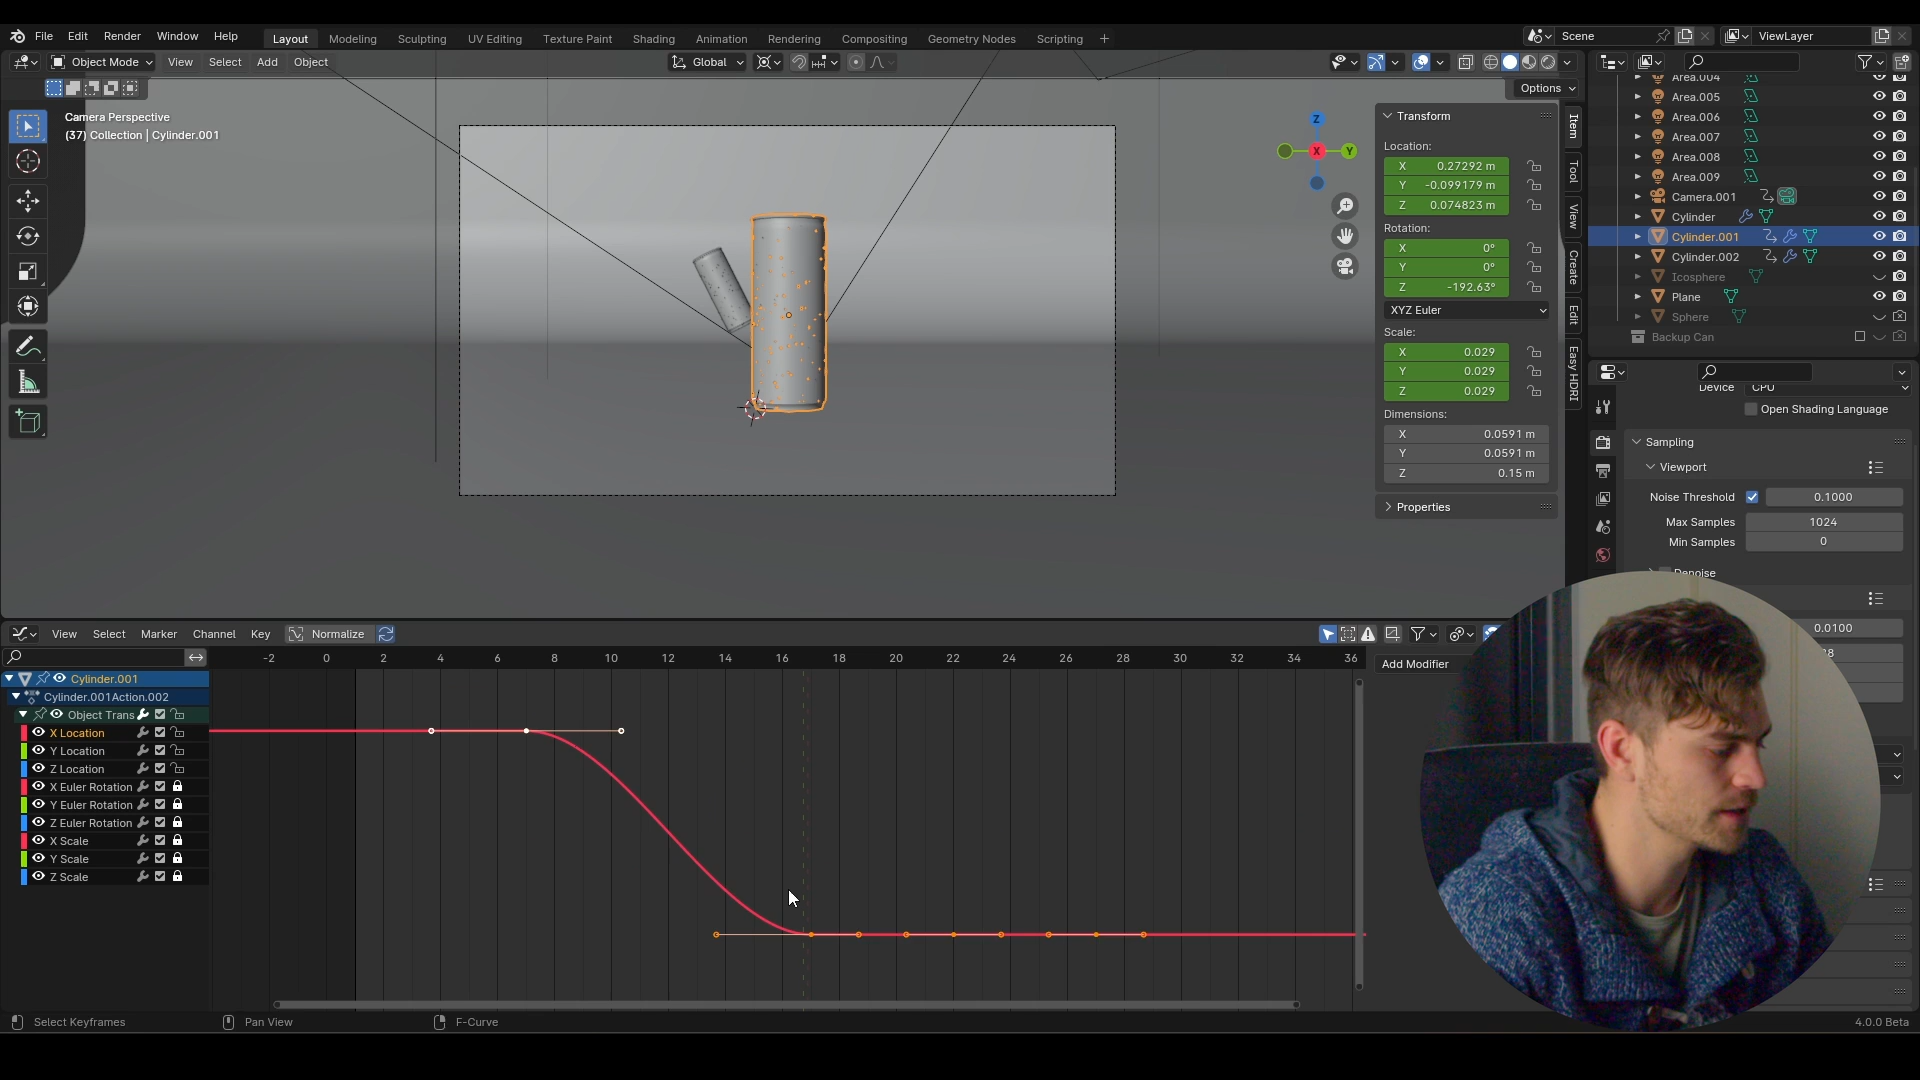 File Edit Render Window Help Layout Modeling Sculpting UV Editing Texture Paint Shading Animation Rendering Compositing Geometry Nodes Scripting + Scene ViewLayer
Object Mode View Select Add Object Global
Options
Camera Perspective
(37) Collection | Cylinder.001
Z
X
Y
Transform
Location:
X 0.27292 m
Y -0.099179 m
Z 0.074823 m
Rotation:
X 0°
Y 0°
Z -192.63°
XYZ Euler
Scale:
X 0.029
Y 0.029
Z 0.029
Dimensions:
X 0.0591 m
Y 0.0591 m
Z 0.15 m
Properties
Item
Tool
View
Create
Edit
Easy HDRI
Area.004
Area.005
Area.006
Area.007
Area.008
Area.009
Camera.001
Cylinder
Cylinder.001
Cylinder.002
Icosphere
Plane
Sphere
Backup Can
Device CPU
Open Shading Language
Sampling
Viewport
Noise Threshold 0.1000
Max Samples 1024
Min Samples 0
Denoise
0.0100
View Select Marker Channel Key Normalize
-2 0 2 4 6 8 10 12 14 16 18 20 22 24 26 28 30 32 34 36
Add Modifier
Cylinder.001
Cylinder.001Action.002
Object Trans
X Location
Y Location
Z Location
X Euler Rotation
Y Euler Rotation
Z Euler Rotation
X Scale
Y Scale
Z Scale
Select Keyframes Pan View F-Curve 4.0.0 Beta